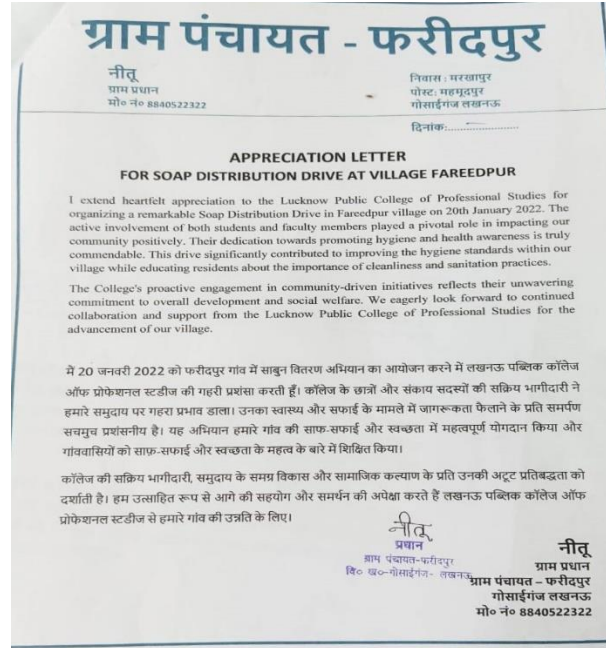 ग्राम पंचायत - फरीदपुर
नीतू
ग्राम प्रधान
मो० नं० 8840522322
निवास : मरखापुर
पोस्ट: महमूदपुर
गोसाईगंज लखनऊ
दिनांक:
APPRECIATION LETTER
FOR SOAP DISTRIBUTION DRIVE AT VILLAGE FAREEDPUR
I extend heartfelt appreciation to the Lucknow Public College of Professional Studies for
organizing a remarkable Soap Distribution Drive in Fareedpur village on 20th January 2022. The
active involvement of both students and faculty members played a pivotal role in impacting our
community positively. Their dedication towards promoting hygiene and health awareness is truly
commendable. This drive significantly contributed to improving the hygiene standards within our
village while educating residents about the importance of cleanliness and sanitation practices.
The College's proactive engagement in community-driven initiatives reflects their unwavering
commitment to overall development and social welfare. We eagerly look forward to continued
collaboration and support from the Lucknow Public College of Professional Studies for the
advancement of our village.
मैं 20 जनवरी 2022 को फरीदपुर गांव में साबुन वितरण अभियान का आयोजन करने में लखनऊ पब्लिक कॉलेज
ऑफ प्रोफेशनल स्टडीज की गहरी प्रशंसा करती हूँ। कॉलेज के छात्रों और संकाय सदस्यों की सक्रिय भागीदारी ने
हमारे समुदाय पर गहरा प्रभाव डाला। उनका स्वास्थ्य और सफाई के मामले में जागरूकता फैलाने के प्रति समर्पण
सचमुच प्रशंसनीय है। यह अभियान हमारे गांव की साफ-सफाई और स्वच्छता में महत्वपूर्ण योगदान किया और
गांववासियों को साफ़-सफाई और स्वच्छता के महत्व के बारे में शिक्षित किया।
कॉलेज की सक्रिय भागीदारी, समुदाय के समग्र विकास और सामाजिक कल्याण के प्रति उनकी अटूट प्रतिबद्धता को
दर्शाती है। हम उत्साहित रूप से आगे की सहयोग और समर्थन की अपेक्षा करते हैं लखनऊ पब्लिक कॉलेज ऑफ
प्रोफेशनल स्टडीज से हमारे गांव की उन्नति के लिए।
नीतू
प्रधान
ग्राम पंचायत-फरीदपुर
वि० ख०-गोसाईगंज- लखनऊ
नीतू
ग्राम प्रधान
ग्राम पंचायत – फरीदपुर
गोसाईगंज लखनऊ
मो० नं० 8840522322